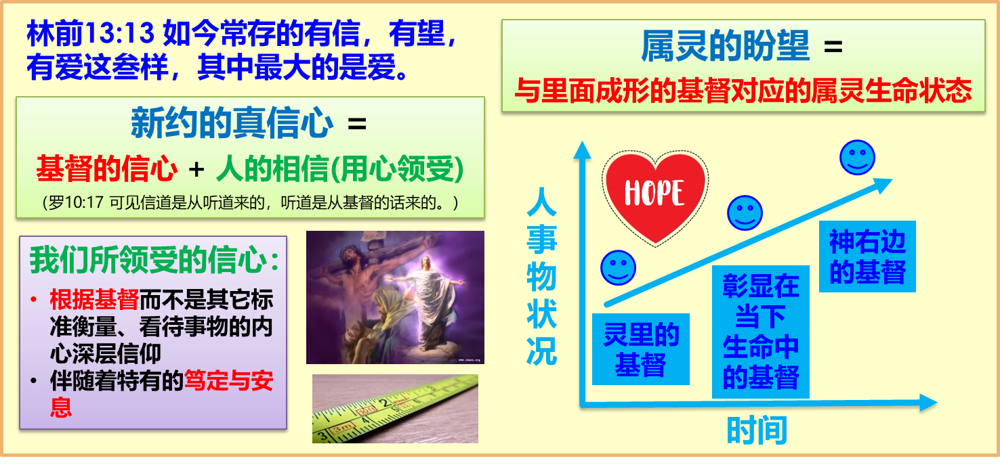 林前13:13 如今常存的有信，有望，
有爱这叁样，其中最大的是爱。
新约的真信心 =
基督的信心 + 人的相信(用心领受)
（罗10:17 可见信道是从听道来的，听道是从基督的话来的。）
我们所领受的信心：
• 根据基督而不是其它标
准衡量、看待事物的内
心深层信仰
• 伴随着特有的笃定与安
息
属灵的盼望 =
与里面成形的基督对应的属灵生命状态
人事物状况
HOPE
灵里的
基督
彰显在
当下
生命中
的基督
神右边
的基督
时间